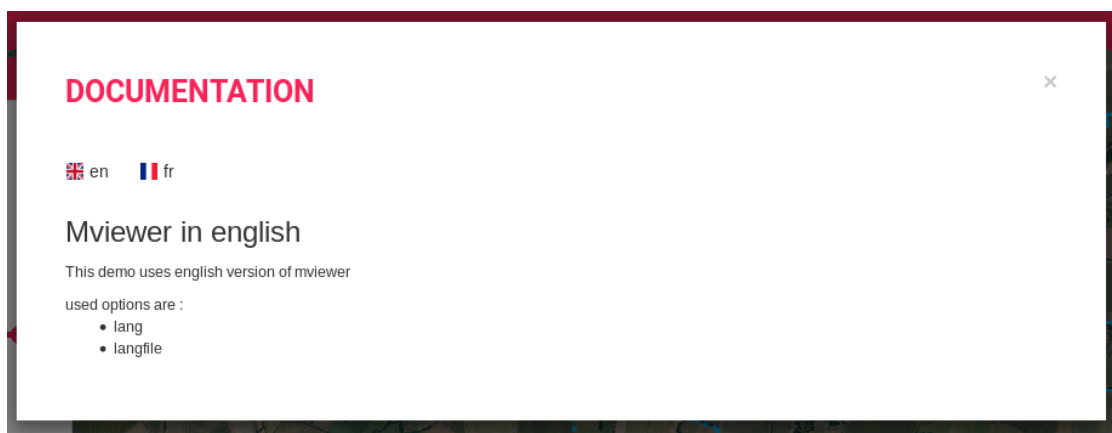 DOCUMENTATION ×
en fr
Mviewer in english
This demo uses english version of mviewer
used options are :
• lang
• langfile